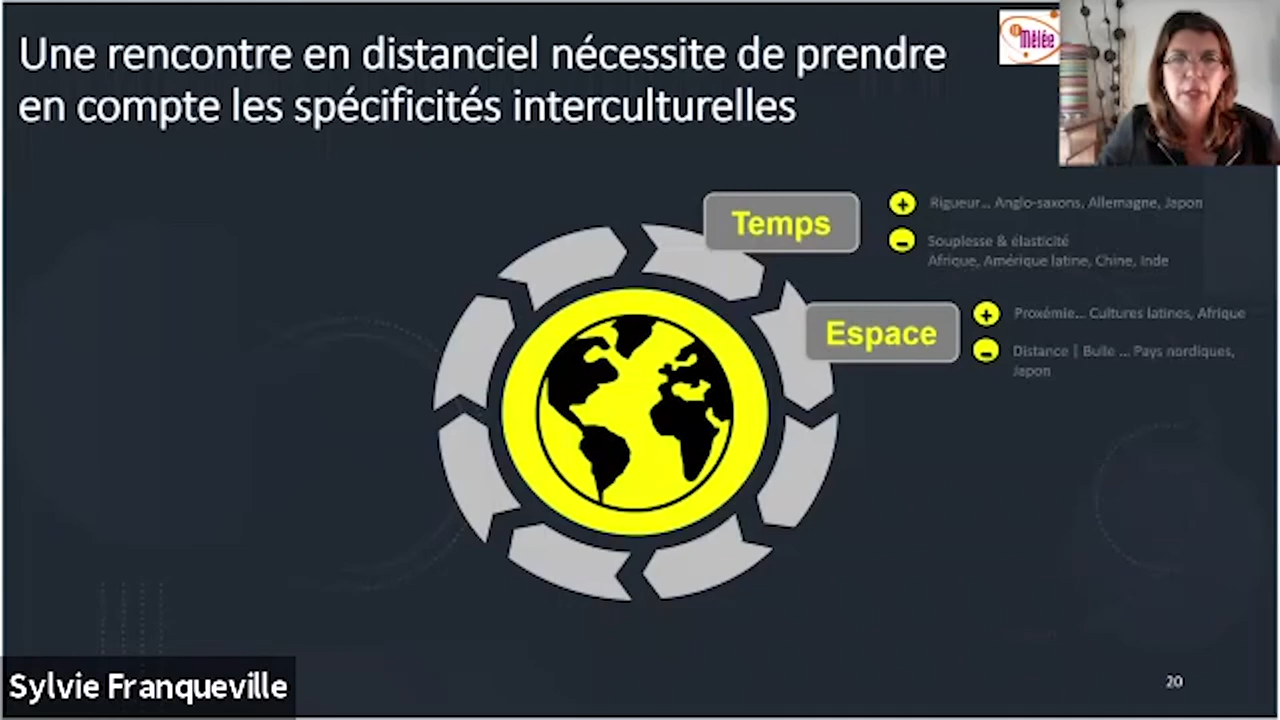 Une rencontre en distanciel nécessite de prendre
en compte les spécificités interculturelles
la
Mêlée
Temps
+ Rigueur... Anglo-saxons, Allemagne, Japon
- Souplesse & élasticité
Afrique, Amérique latine, Chine, Inde
Espace
+ Proxémie... Cultures latines, Afrique
- Distance | Bulle ... Pays nordiques,
Japon
Sylvie Franqueville
20